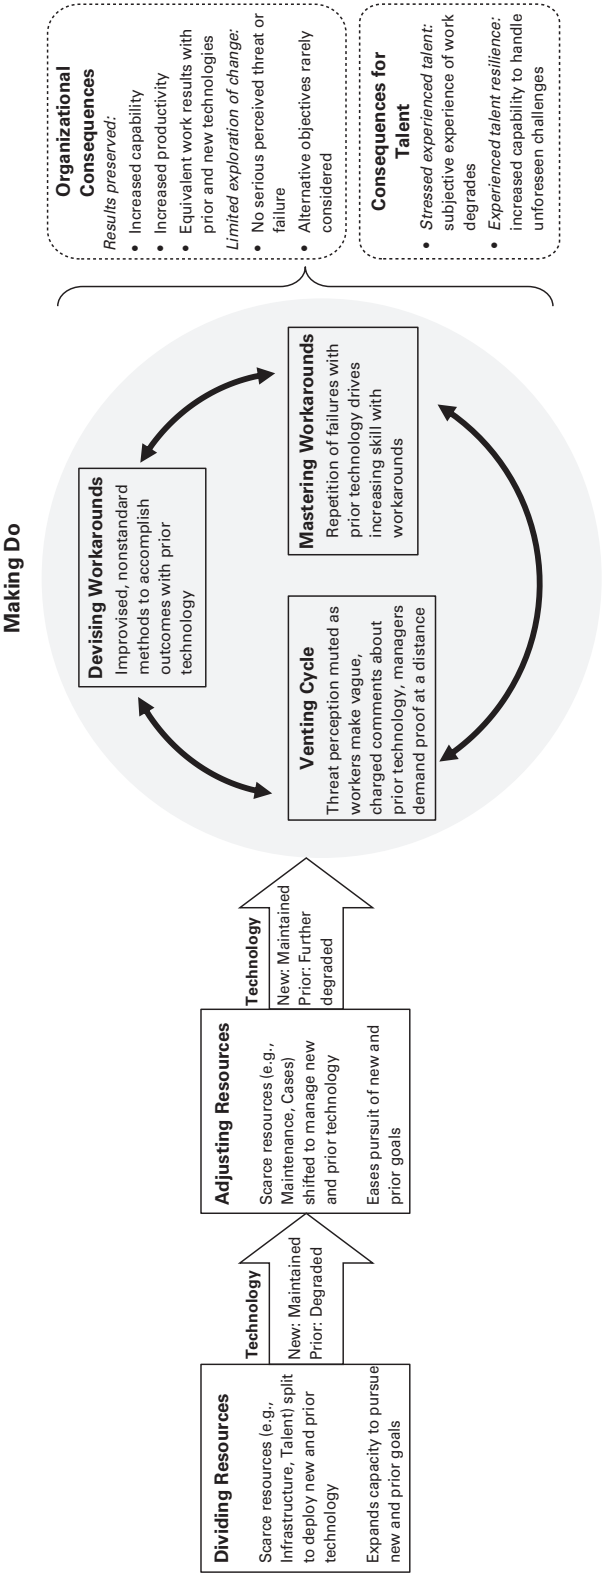 Making Do
Dividing Resources
Scarce resources (e.g.,
Infrastructure, Talent) split
to deploy new and prior
technology
Expands capacity to pursue
new and prior goals
Technology
New: Maintained
Prior: Degraded
Adjusting Resources
Scarce resources (e.g.,
Maintenance, Cases)
shifted to manage new
and prior technology
Eases pursuit of new and
prior goals
Technology
New: Maintained
Prior: Further
degraded
Devising Workarounds
Improvised, nonstandard
methods to accomplish
outcomes with prior
technology
Venting Cycle
Threat perception muted as
workers make vague,
charged comments about
prior technology, managers
demand proof at a distance
Mastering Workarounds
Repetition of failures with
prior technology drives
increasing skill with
workarounds
Organizational
Consequences
Results preserved:
• Increased capability
• Increased productivity
• Equivalent work results with
prior and new technologies
Limited exploration of change:
• No serious perceived threat or
failure
• Alternative objectives rarely
considered
Consequences for
Talent
• Stressed experienced talent:
subjective experience of work
degrades
• Experienced talent resilience:
increased capability to handle
unforeseen challenges